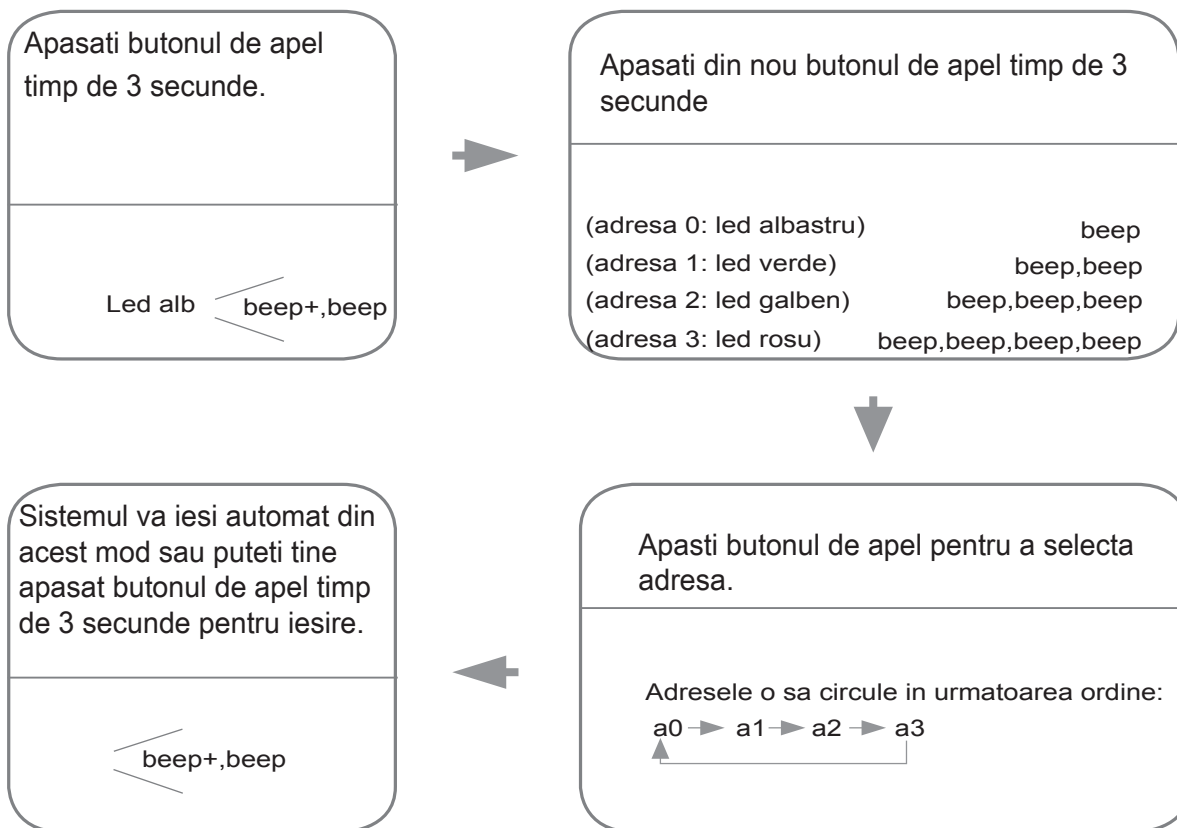 Apasati butonul de apel
timp de 3 secunde.
Led alb
beep+,beep
Apasati din nou butonul de apel timp de 3
secunde
(adresa 0: led albastru) beep
(adresa 1: led verde) beep,beep
(adresa 2: led galben) beep,beep,beep
(adresa 3: led rosu) beep,beep,beep,beep
Apasti butonul de apel pentru a selecta
adresa.
Adresele o sa circule in urmatoarea ordine:
a0 a1 a2 a3
Sistemul va iesi automat din
acest mod sau puteti tine
apasat butonul de apel timp
de 3 secunde pentru iesire.
beep+,beep